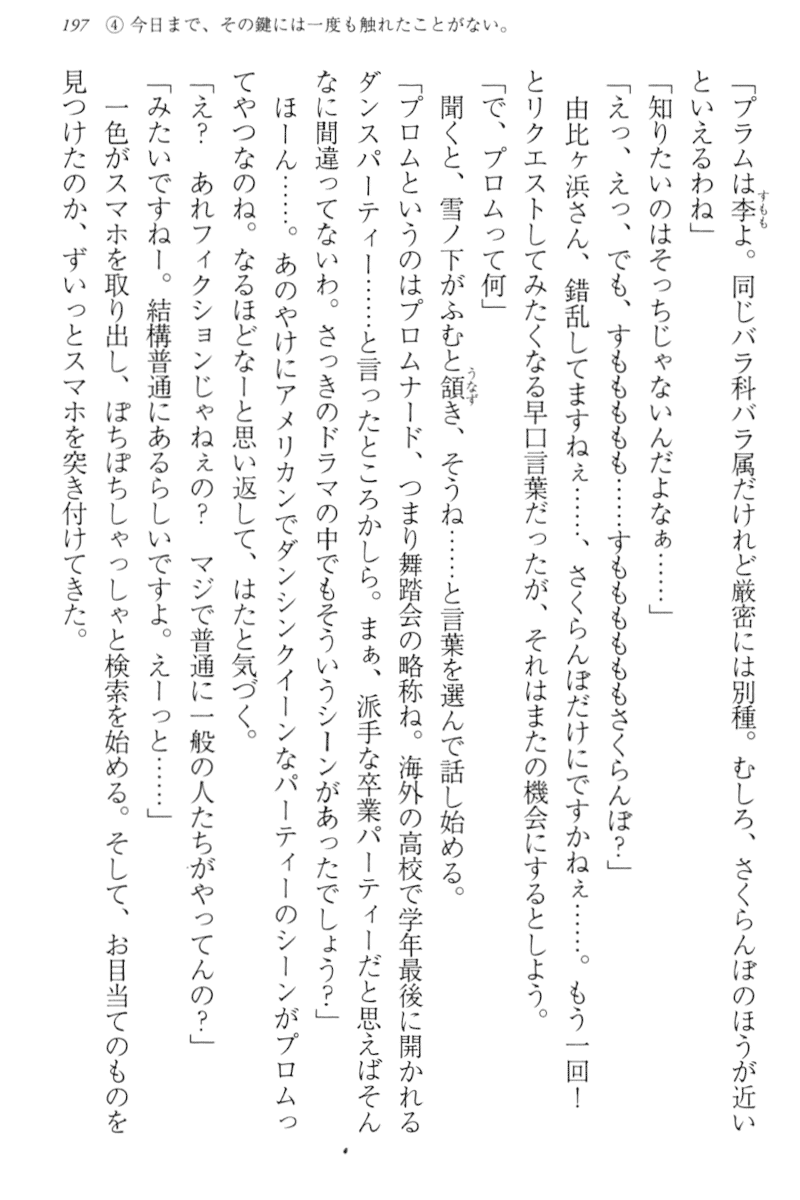 197 ④ 今日まで、その鍵には一度も触れたことがない。
「プラムは李よ。同じバラ科バラ属だけれど厳密には別種。むしろ、さくらんぼのほうが近い
といえるわね」
「知りたいのはそっちじゃないんだよなぁ……」
「えっ、えっ、でも、すもももももも……すももももももさくらんぼ？」
由比ヶ浜さん、錯乱してますねぇ……、さくらんぼだけにですかねぇ……。もう一回！
とリクエストしてみたくなる早口言葉だったが、それはまたの機会にするとしよう。
「で、プロムって何」
聞くと、雪ノ下がふむと頷き、そうね……と言葉を選んで話し始める。
「プロムというのはプロムナード、つまり舞踏会の略称ね。海外の高校で学年最後に開かれる
ダンスパーティー……と言ったところかしら。まぁ、派手な卒業パーティーだと思えばそん
なに間違ってないわ。さっきのドラマの中でもそういうシーンがあったでしょう？」
ほーん……。あのやけにアメリカンでダンシンクイーンなパーティーのシーンがプロムっ
てやつなのね。なるほどなーと思い返して、はたと気づく。
「え？　あれフィクションじゃねぇの？　マジで普通に一般の人たちがやってんの？」
「みたいですねー。結構普通にあるらしいですよ。えーっと……」
一色がスマホを取り出し、ぽちぽちしゃっしゃと検索を始める。そして、お目当てのものを
見つけたのか、ずいっとスマホを突き付けてきた。